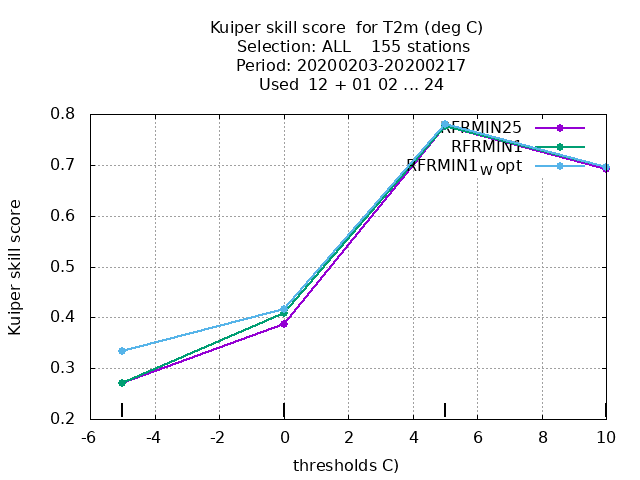 Kuiper skill score  for T2m (deg C)
Selection: ALL    155 stations
Period: 20200203-20200217
Used  12 + 01 02 ... 24
0.8
0.7
0.6
0.5
0.4
0.3
0.2
Kuiper skill score
RFRMIN25
RFRMIN1
RFRMIN1W opt
-6 -4 -2 0 2 4 6 8 10
thresholds C)